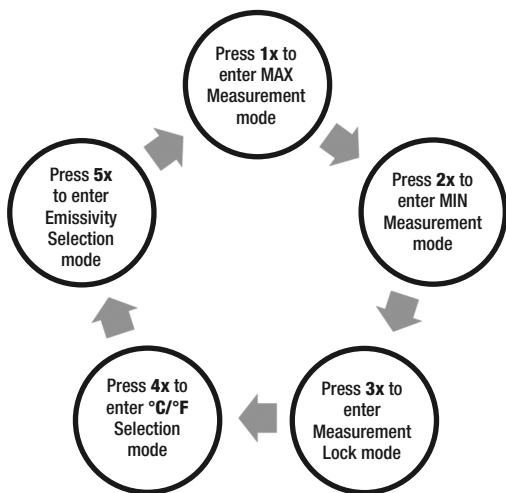 Press 1x to
enter MAX
Measurement
mode
Press 2x to
enter MIN
Measurement
mode
Press 3x to
enter
Measurement
Lock mode
Press 4x to
enter °C/°F
Selection
mode
Press 5x
to enter
Emissivity
Selection
mode